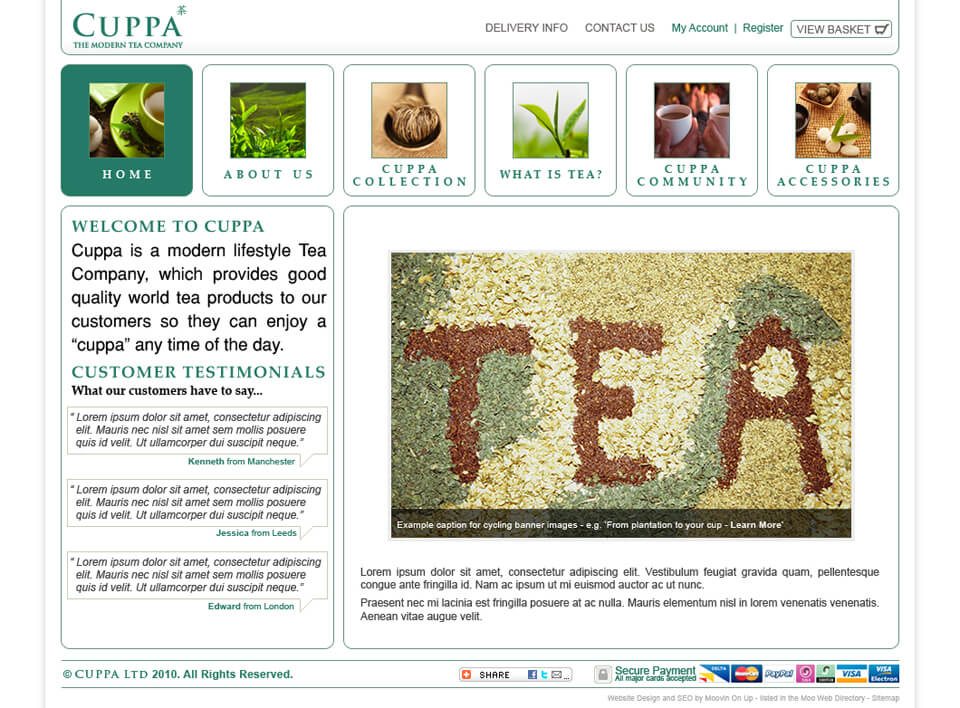 CUPPA 茶
THE MODERN TEA COMPANY
DELIVERY INFO CONTACT US My Account | Register VIEW BASKET
HOME
ABOUT US
CUPPA
COLLECTION
WHAT IS TEA?
CUPPA
COMMUNITY
CUPPA
ACCESSORIES
WELCOME TO CUPPA
Cuppa is a modern lifestyle Tea
Company, which provides good
quality world tea products to our
customers so they can enjoy a
“cuppa” any time of the day.
CUSTOMER TESTIMONIALS
What our customers have to say...
“ Lorem ipsum dolor sit amet, consectetur adipiscing
elit. Mauris nec nisl sit amet sem mollis posuere
quis id velit. Ut ullamcorper dui suscipit neque.”
Kenneth from Manchester
“ Lorem ipsum dolor sit amet, consectetur adipiscing
elit. Mauris nec nisl sit amet sem mollis posuere
quis id velit. Ut ullamcorper dui suscipit neque.”
Jessica from Leeds
“ Lorem ipsum dolor sit amet, consectetur adipiscing
elit. Mauris nec nisl sit amet sem mollis posuere
quis id velit. Ut ullamcorper dui suscipit neque.”
Edward from London
TEA
Example caption for cycling banner images - e.g. 'From plantation to your cup - Learn More'
Lorem ipsum dolor sit amet, consectetur adipiscing elit. Vestibulum feugiat gravida quam, pellentesque
congue ante fringilla id. Nam ac ipsum ut mi euismod auctor ac ut nunc.
Praesent nec mi lacinia est fringilla posuere at ac nulla. Mauris elementum nisl in lorem venenatis venenatis.
Aenean vitae augue velit.
© CUPPA LTD 2010. All Rights Reserved.
SHARE
Secure Payment
All major cards accepted
DELTA MasterCard PayPal VISA VISA Electron
Website Design and SEO by Moovin On Up - listed in the Moo Web Directory - Sitemap